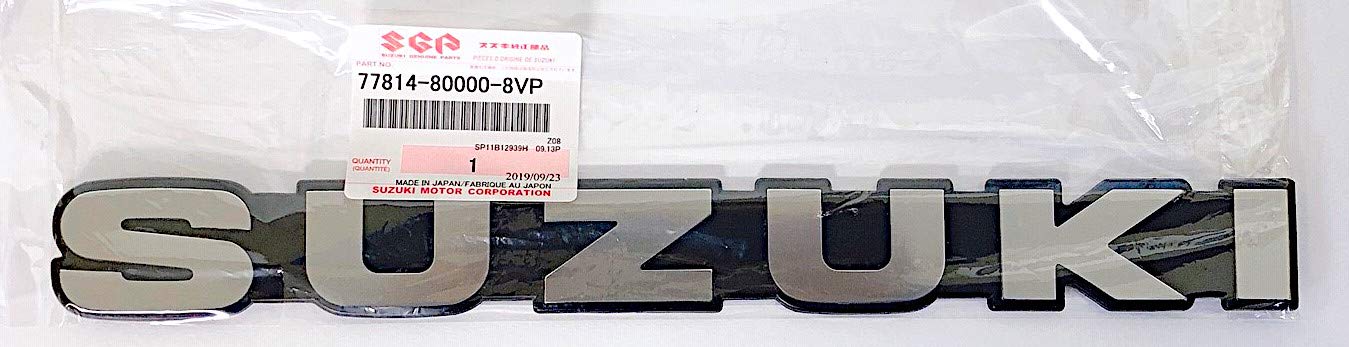 SGP スズキ純正部品
SUZUKI GENUINE PARTS PIECES D'ORIGINE DE SUZUKI
PART NO.
77814-80000-8VP
Z08
SP11B12939H 09.13P
QUANTITY
(QUANTITÉ) 1
2019/09/23
MADE IN JAPAN/FABRIQUE AU JAPON
SUZUKI MOTOR CORPORATION
SUZUKI